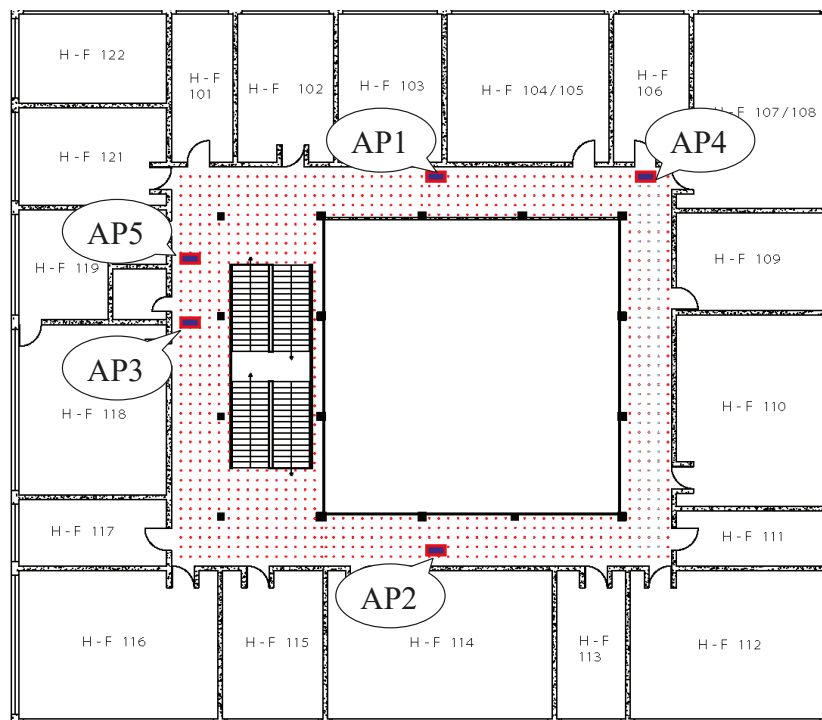 H-F 122
H-F
101
H-F 102
H-F 103
H-F 104/105
H-F
106
H-F 107/108
H-F 121
AP1
AP4
AP5
H-F 119
H-F 109
AP3
H-F 118
H-F 110
H-F 117
H-F 111
AP2
H-F 116
H-F 115
H-F 114
H-F
113
H-F 112